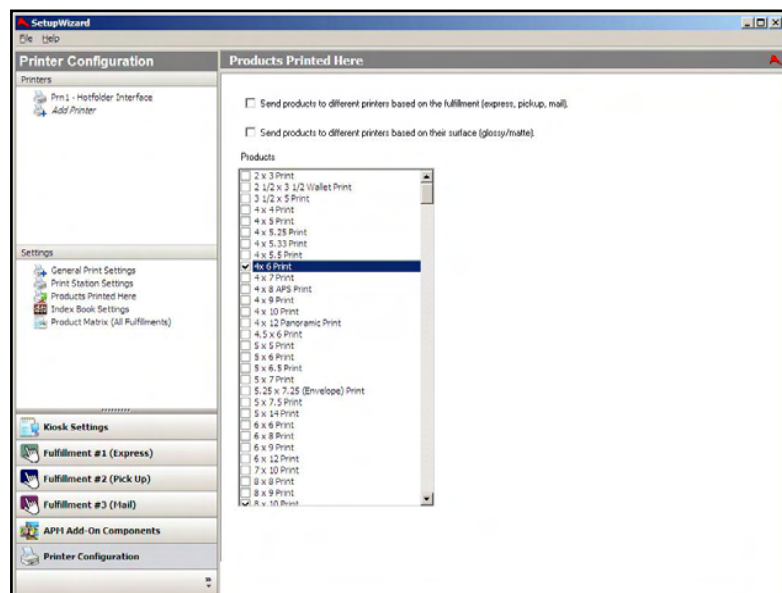 SetupWizard
File Help
Printer Configuration
Printers
Prn1 - Hotfolder Interface
Add Printer
Settings
General Print Settings
Print Station Settings
Products Printed Here
Index Book Settings
Product Matrix (All Fulfillments)
Kiosk Settings
Fulfillment #1 (Express)
Fulfillment #2 (Pick Up)
Fulfillment #3 (Mail)
APM Add-On Components
Printer Configuration
Products Printed Here
Send products to different printers based on the fulfillment (express, pickup, mail).
Send products to different printers based on their surface (glossy/matte).
Products
2 x 3 Print
2 1/2 x 3 1/2 Wallet Print
3 1/2 x 5 Print
4 x 4 Print
4 x 5 Print
4 x 5.25 Print
4 x 5.33 Print
4 x 5.5 Print
4x 6 Print
4 x 7 Print
4 x 8 APS Print
4 x 9 Print
4 x 10 Print
4 x 12 Panoramic Print
4.5 x 6 Print
5 x 5 Print
5 x 6 Print
5 x 6.5 Print
5 x 7 Print
5.25 x 7.25 (Envelope) Print
5 x 7.5 Print
5 x 14 Print
6 x 6 Print
6 x 8 Print
6 x 9 Print
6 x 12 Print
7 x 10 Print
8 x 8 Print
8 x 9 Print
8 x 10 Print